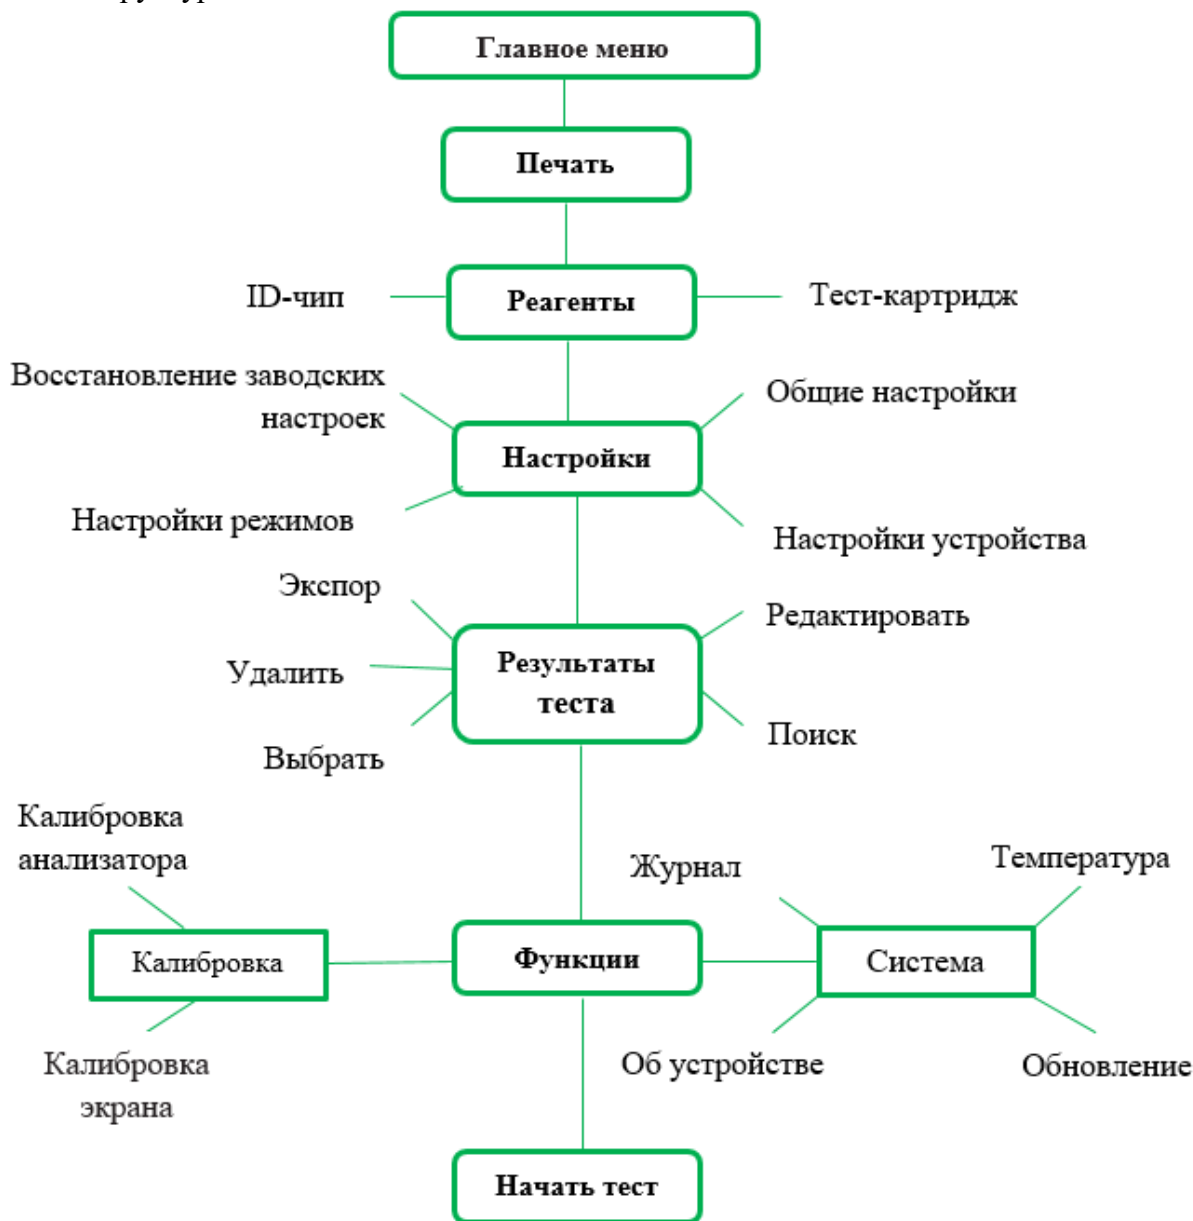 Главное меню
Печать
ID-чип
Реагенты
Тест-картридж
Восстановление заводских
настроек
Общие настройки
Настройки
Настройки режимов
Настройки устройства
Экспор
Редактировать
Удалить
Результаты
теста
Выбрать
Поиск
Калибровка
анализатора
Журнал
Температура
Калибровка
Функции
Система
Калибровка
экрана
Об устройстве
Обновление
Начать тест